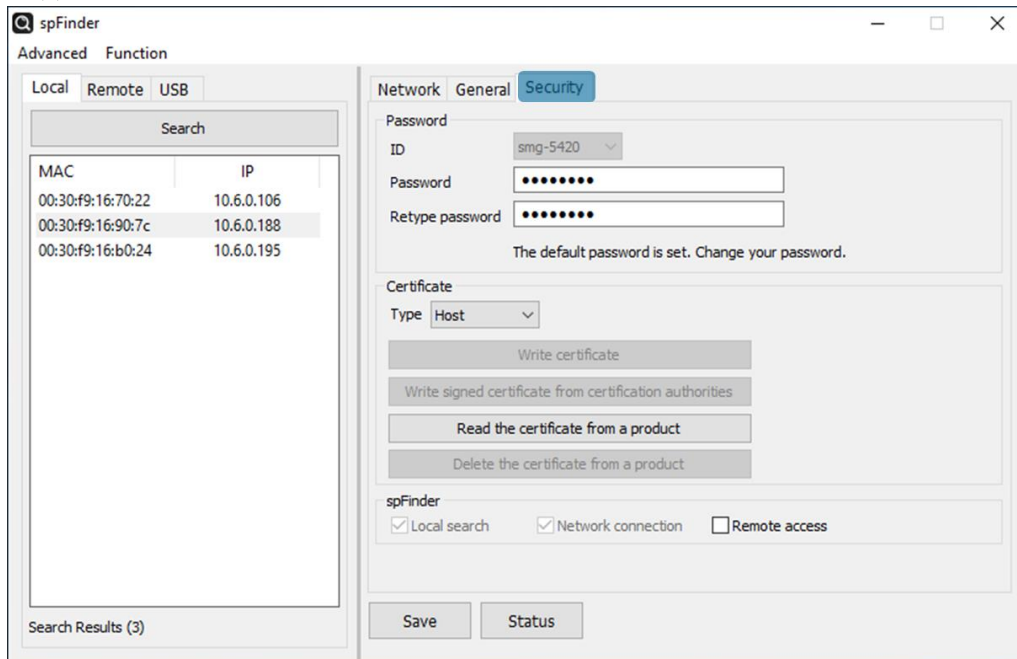 spFinder
Advanced Function
Local Remote USB
Search
MAC IP
00:30:f9:16:70:22 10.6.0.106
00:30:f9:16:90:7c 10.6.0.188
00:30:f9:16:b0:24 10.6.0.195
Search Results (3)
Network General Security
Password
ID smg-5420
Password ●●●●●●●●
Retype password ●●●●●●●●
The default password is set. Change your password.
Certificate
Type Host
Write certificate
Write signed certificate from certification authorities
Read the certificate from a product
Delete the certificate from a product
spFinder
Local search Network connection Remote access
Save Status